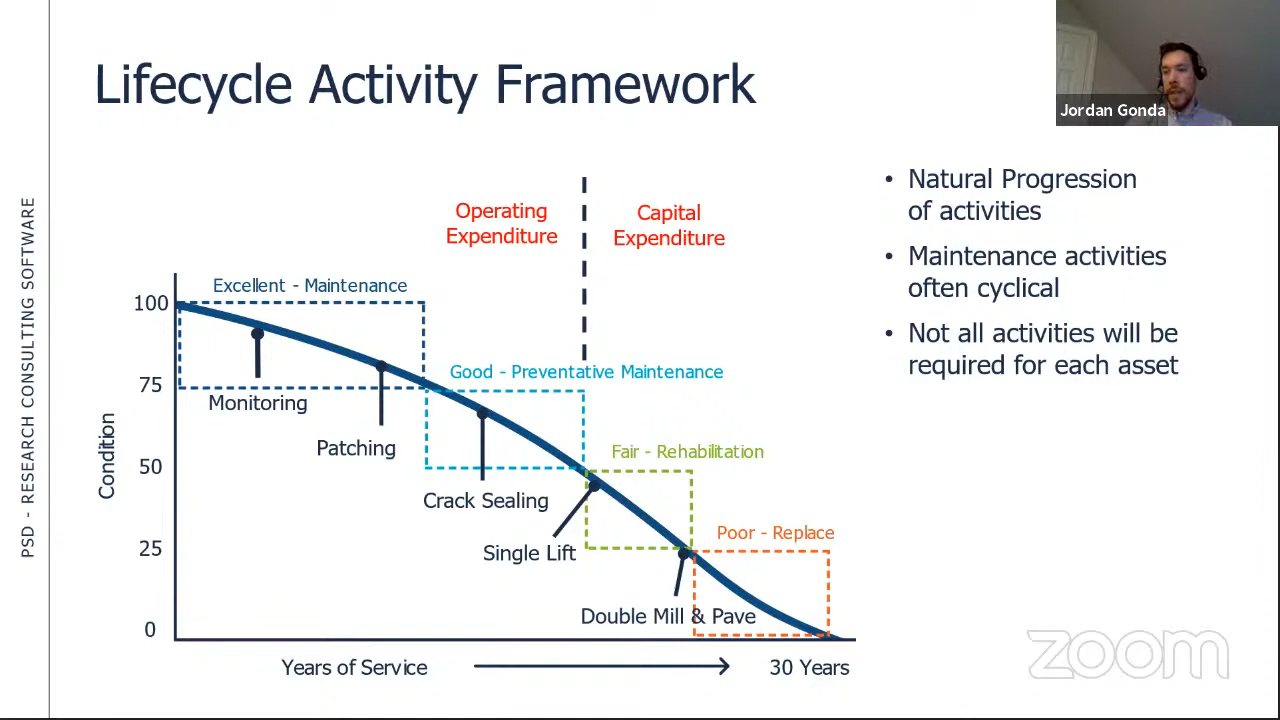 Lifecycle Activity Framework
Jordan Gonda
PSD - RESEARCH CONSULTING SOFTWARE
• Natural Progression
of activities
• Maintenance activities
often cyclical
• Not all activities will be
required for each asset
Operating
Expenditure
Capital
Expenditure
Excellent - Maintenance
100
Good - Preventative Maintenance
75
Monitoring
Patching
Fair - Rehabilitation
Condition
50
Crack Sealing
Poor - Replace
25
Single Lift
Double Mill & Pave
0
Years of Service
30 Years
zoom